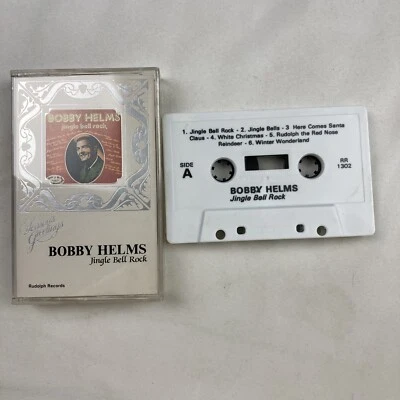 BOBBY HELMS
Jingle bell rock
Season's
Greetings
BOBBY HELMS
Jingle Bell Rock
Rudolph Records
1. Jingle Bell Rock - 2. Jingle Bells - 3 Here Comes Santa
Claus - 4. White Christmas - 5. Rudolph the Red Nose
Reindeer - 6. Winter Wonderland
SIDE
A
RR
1302
BOBBY HELMS
Jingle Bell Rock